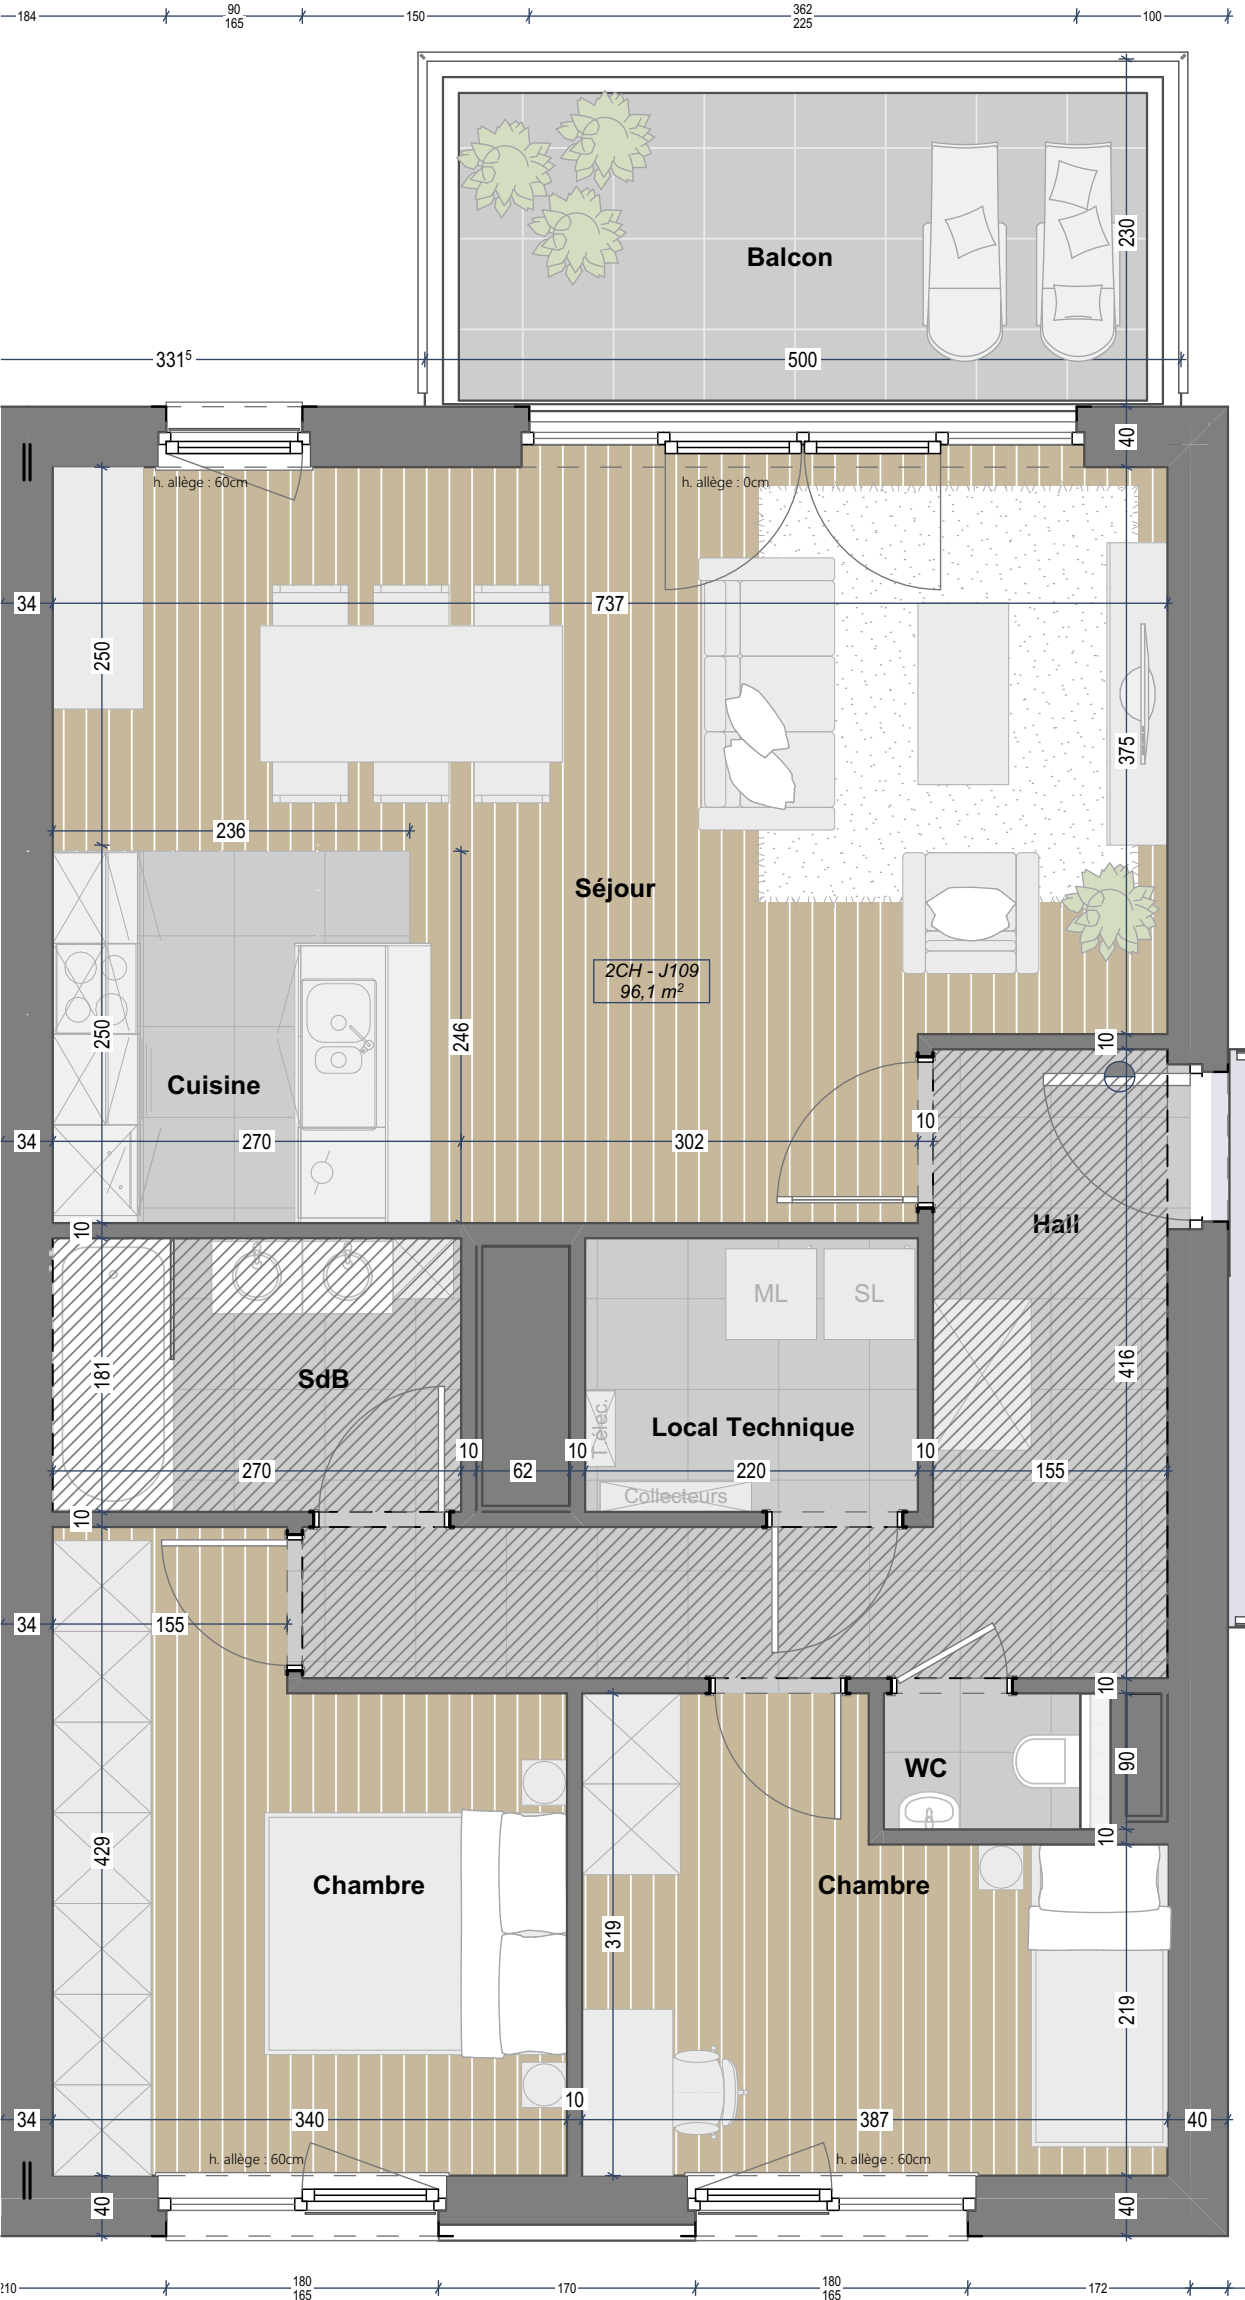 184
90
165
150
362
225
100
230
Balcon
331⁵
500
40
h. allège : 60cm
h. allège : 0cm
34
737
250
375
236
Séjour
2CH - J109
96,1 m²
250
246
10
Cuisine
10
34
270
302
Hall
10
ML
SL
181
SdB
416
Télec.
Local Technique
10
10
10
270
62
220
155
Collecteurs
10
34
155
10
WC
90
10
429
Chambre
Chambre
319
219
10
34
340
387
40
h. allège : 60cm
h. allège : 60cm
40
40
210
180
165
170
180
165
172